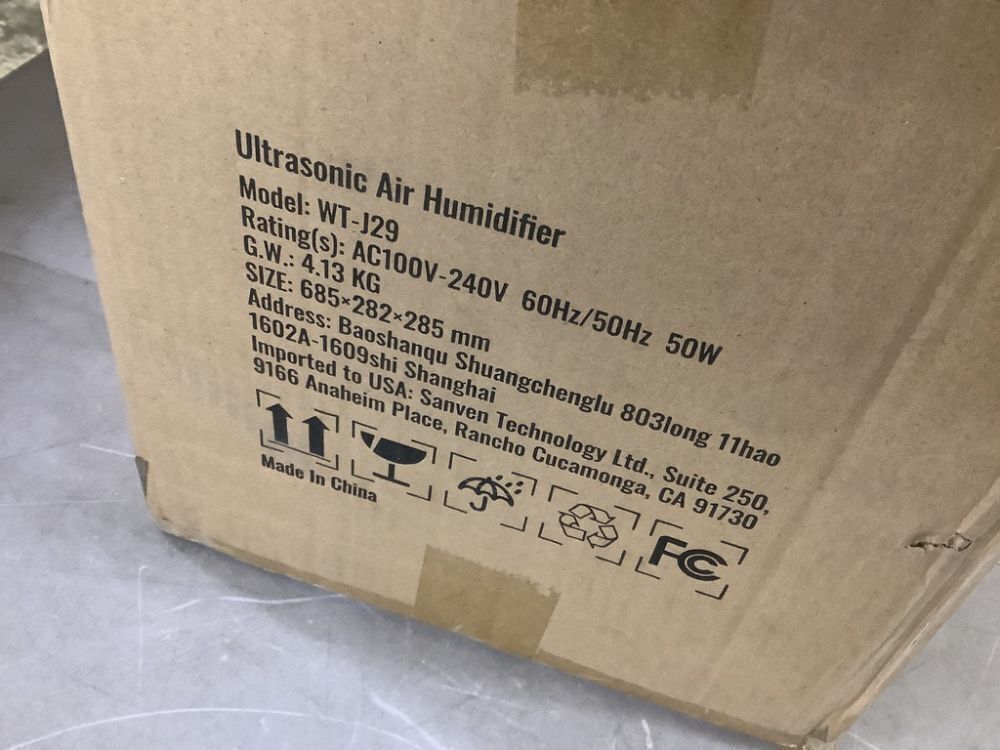 Ultrasonic Air Humidifier
Model: WT-J29
Rating(s): AC100V-240V 60Hz/50Hz 50W
G.W.: 4.13 KG
SIZE: 685×282×285 mm
Address: Baoshanqu Shuangchenglu 803long 11hao
1602A-1609shi Shanghai
Imported to USA: Sanven Technology Ltd., Suite 250,
9166 Anaheim Place, Rancho Cucamonga, CA 91730
FC
Made In China